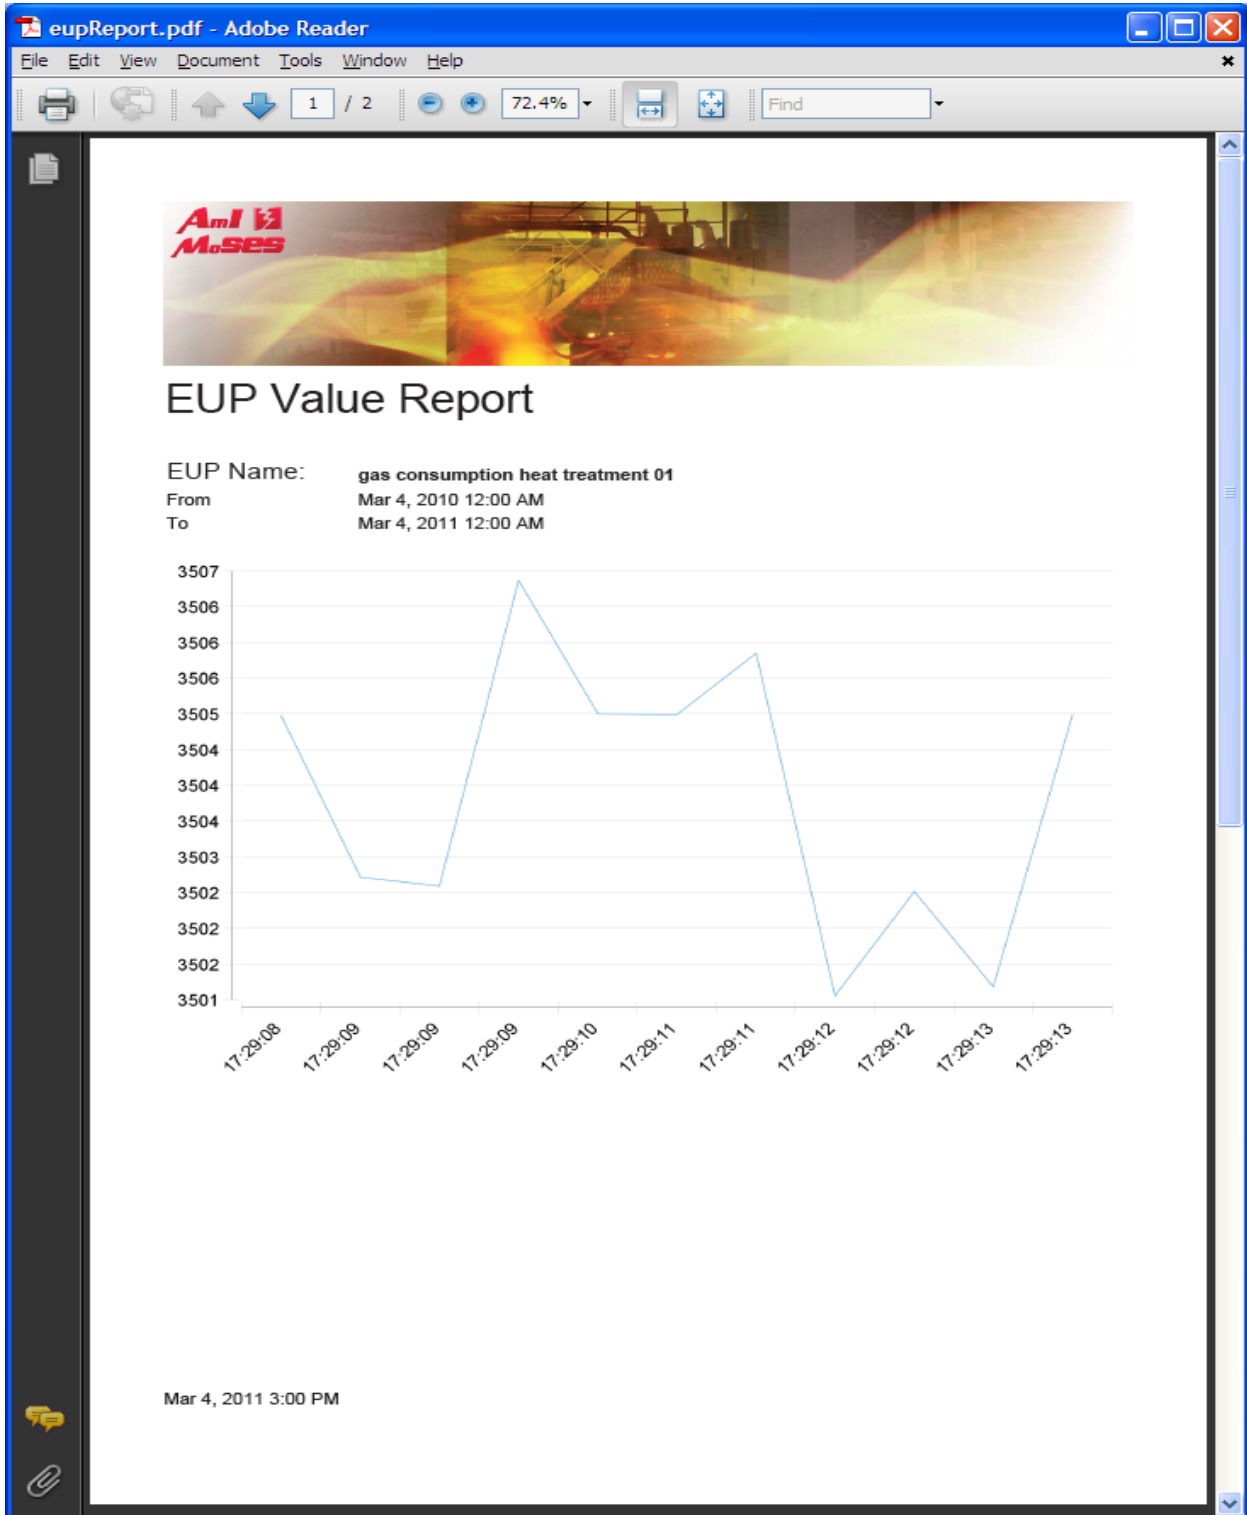 eupReport.pdf - Adobe Reader
File Edit View Document Tools Window Help
1 / 2 72.4% Find
AmI
MoSES
EUP Value Report
EUP Name: gas consumption heat treatment 01
From Mar 4, 2010 12:00 AM
To Mar 4, 2011 12:00 AM
3507
3506
3506
3506
3505
3504
3504
3504
3503
3502
3502
3502
3501
17:29:08 17:29:09 17:29:09 17:29:09 17:29:10 17:29:11 17:29:11 17:29:12 17:29:12 17:29:13 17:29:13
Mar 4, 2011 3:00 PM